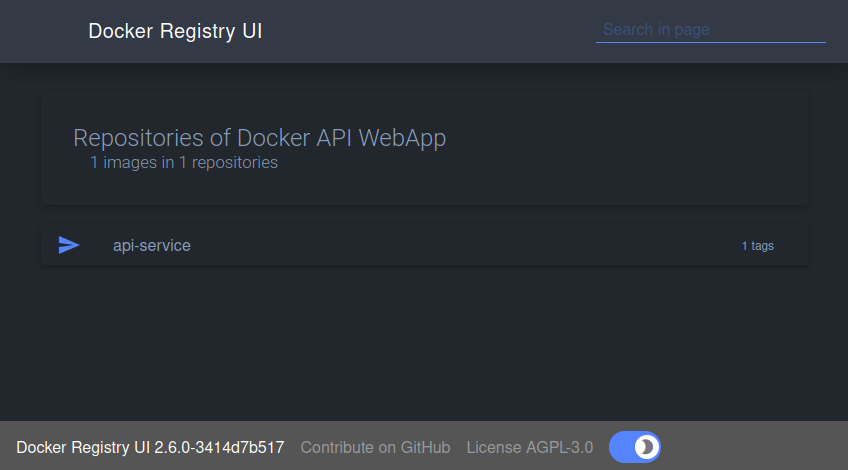 Docker Registry UI
Search in page
Repositories of Docker API WebApp
1 images in 1 repositories
api-service 1 tags
Docker Registry UI 2.6.0-3414d7b517 Contribute on GitHub License AGPL-3.0